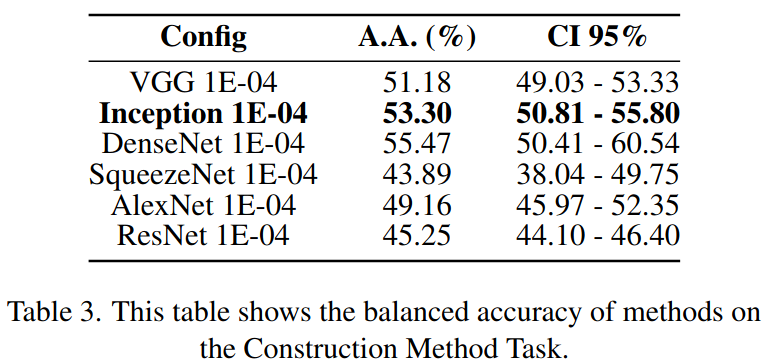 Config A.A. (%) CI 95%
VGG 1E-04 51.18 49.03 - 53.33
Inception 1E-04 53.30 50.81 - 55.80
DenseNet 1E-04 55.47 50.41 - 60.54
SqueezeNet 1E-04 43.89 38.04 - 49.75
AlexNet 1E-04 49.16 45.97 - 52.35
ResNet 1E-04 45.25 44.10 - 46.40
Table 3. This table shows the balanced accuracy of methods on
the Construction Method Task.